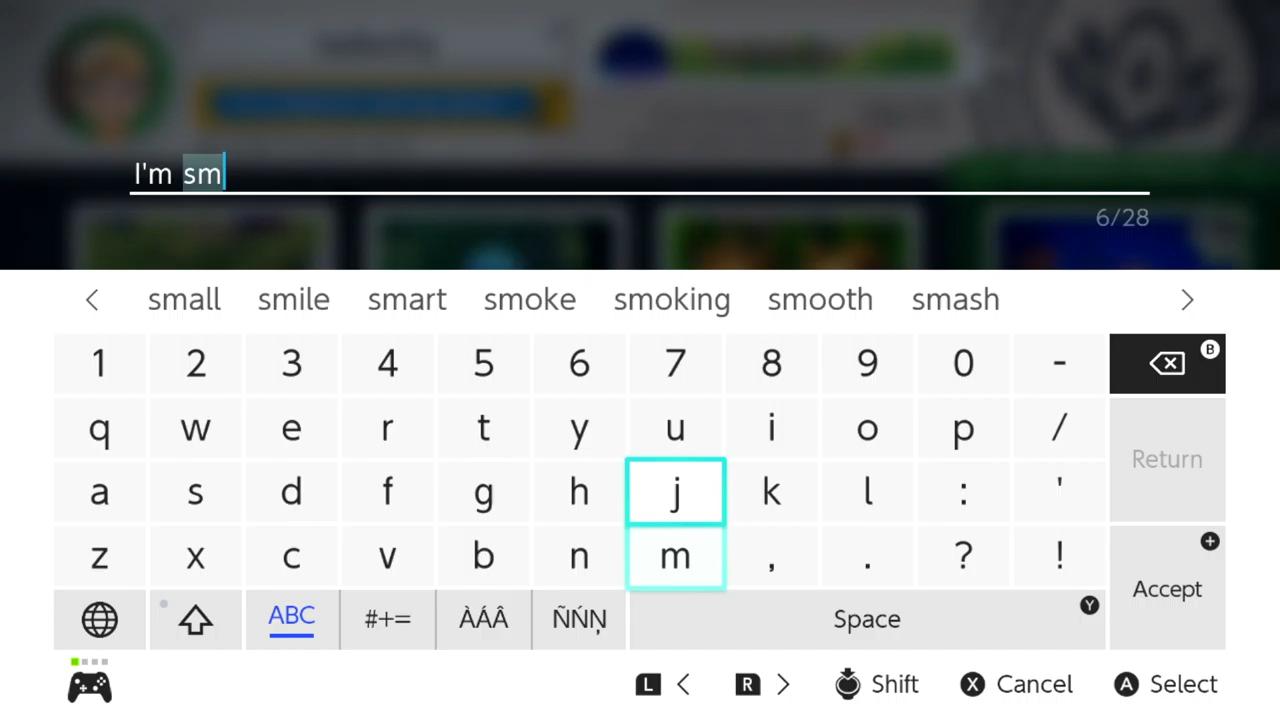 I'm sm
6/28
small smile smart smoke smoking smooth smash
1 2 3 4 5 6 7 8 9 0 - B
q w e r t y u i o p / Return
a s d f g h j k l : '
z x c v b n m , . ? ! + Accept
ABC #+= ÀÁÂ ÑŃŅ Space Y
L R Shift X Cancel A Select